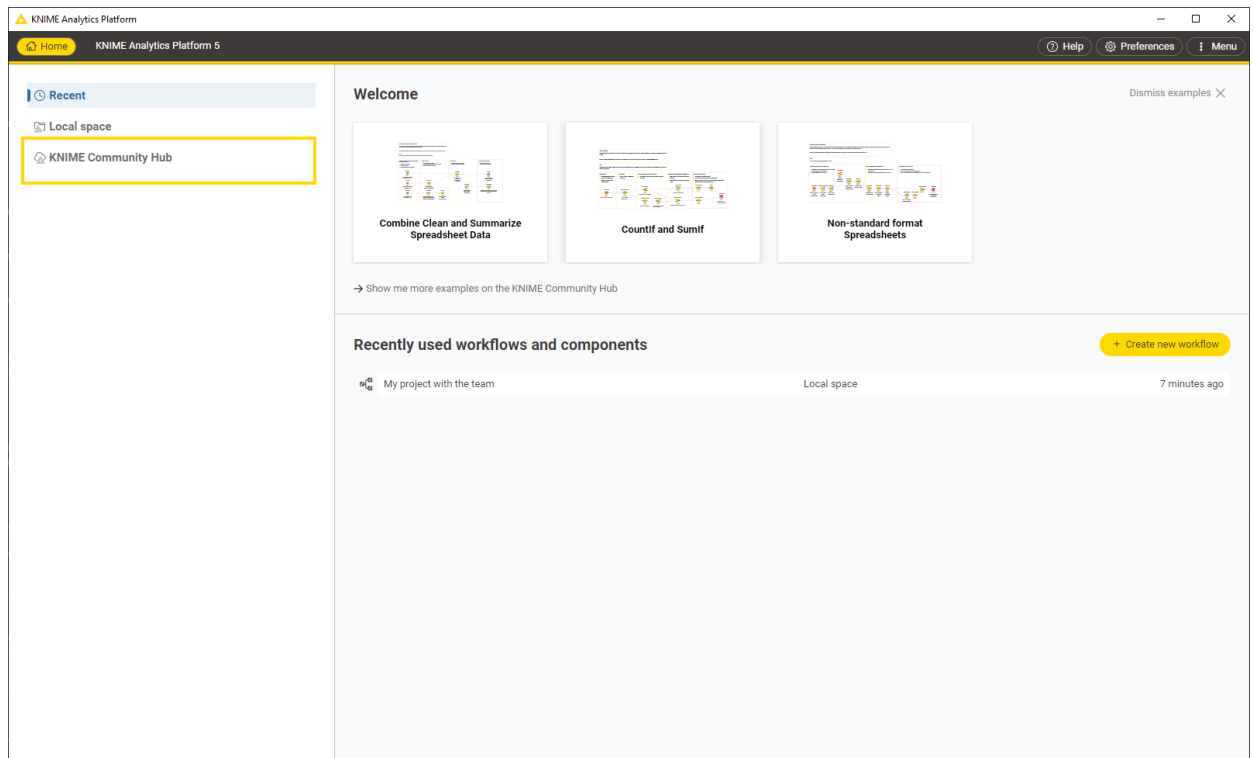 KNIME Analytics Platform
Home
KNIME Analytics Platform 5
Help
Preferences
Menu
Recent
Local space
KNIME Community Hub
Welcome
Dismiss examples
Combine Clean and Summarize
Spreadsheet Data
CountIf and SumIf
Non-standard format
Spreadsheets
Show me more examples on the KNIME Community Hub
Recently used workflows and components
+ Create new workflow
My project with the team
Local space
7 minutes ago